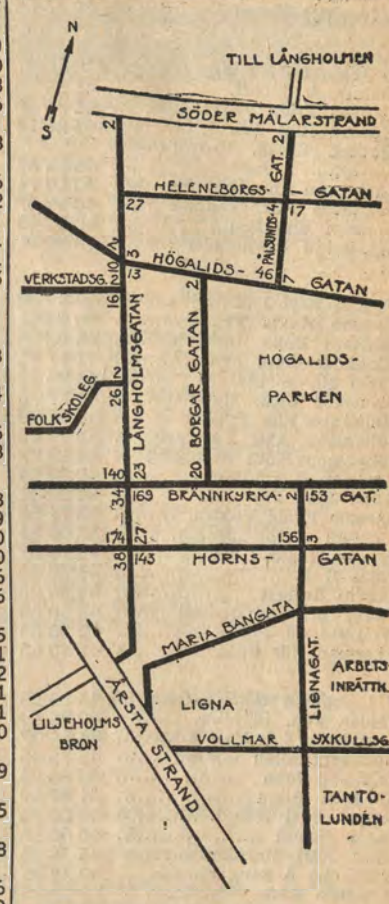 N
S
TILL LÅNGHOLMEN
SÖDER MÄLARSTRAND
2
2
GAT.
HELENEBORGS-
GATAN
27
PÅLSUNDS-
4
1
17
2
10
3
13
HÖGALIDS-
46
7
GATAN
VERKSTADSG.
2
16
2
LÅNGHOLMSGATAN
BORGAR GATAN
HÖGALIDS-
PARKEN
2
26
FOLKSKOLEG
140
23
20
34
169
BRÄNNKYRKA-
2
153
GAT.
27
156
3
38
143
HORNS-
GATAN
MARIA BANGATA
LIGNAGAT.
ARBETS
INRÄTTN.
LIGNA
ÅRSTA STRAND
LILJEHOLMS
BRON
VOLLMAR
YXKULLSG
TANTO-
LUNDEN